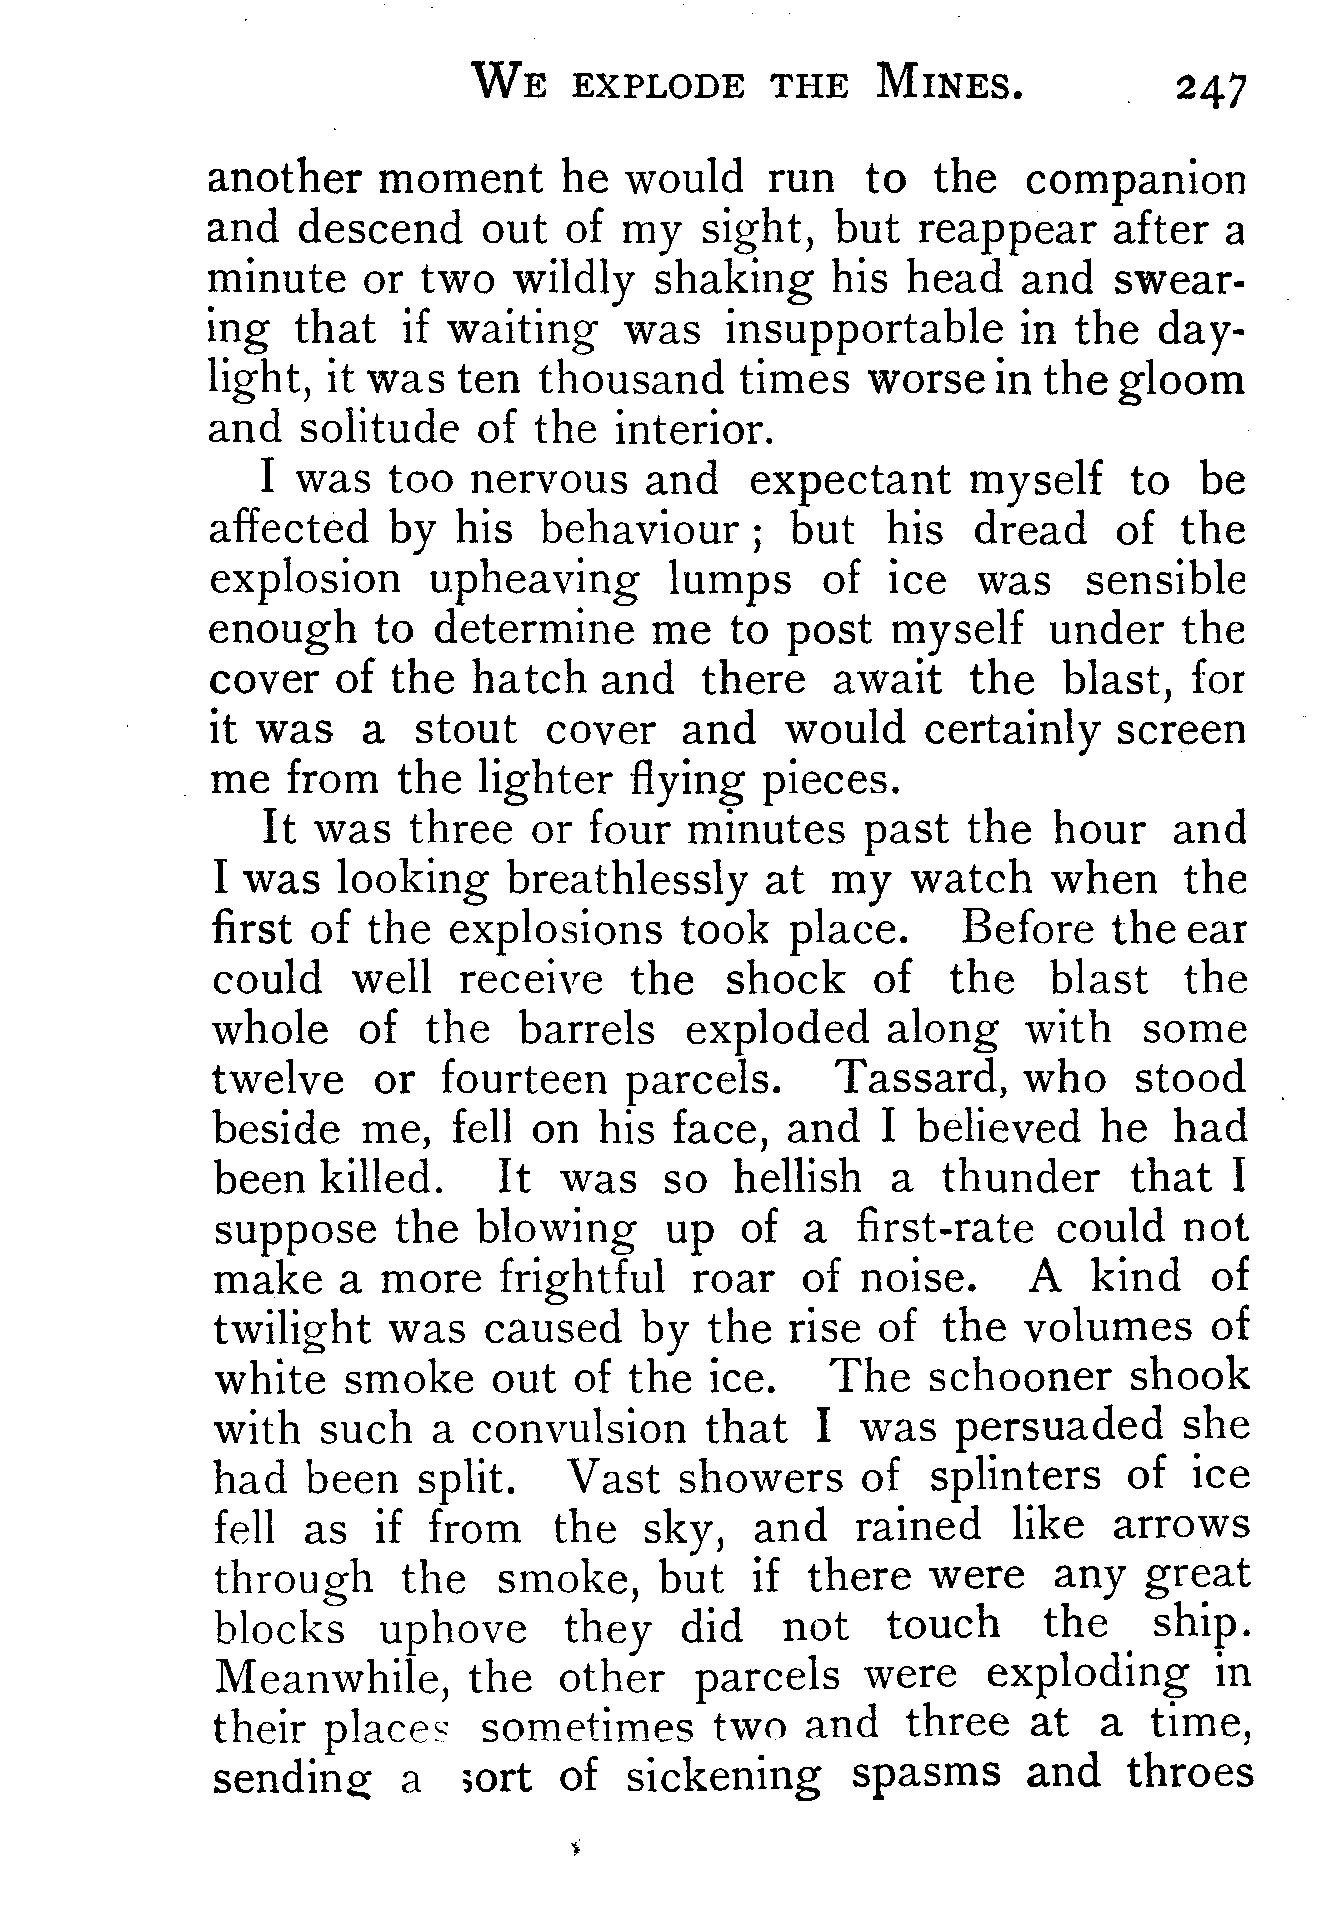 WE EXPLODE THE MINES. 247
another moment he would run to the companion
and descend out of my sight, but reappear after a
minute or two wildly shaking his head and swear-
ing that if waiting was insupportable in the day-
light, it was ten thousand times worse in the gloom
and solitude of the interior.
I was too nervous and expectant myself to be
affected by his behaviour ; but his dread of the
explosion upheaving lumps of ice was sensible
enough to determine me to post myself under the
cover of the hatch and there await the blast, for
it was a stout cover and would certainly screen
me from the lighter flying pieces.
It was three or four minutes past the hour and
I was looking breathlessly at my watch when the
first of the explosions took place. Before the ear
could well receive the shock of the blast the
whole of the barrels exploded along with some
twelve or fourteen parcels. Tassard, who stood
beside me, fell on his face, and I believed he had
been killed. It was so hellish a thunder that I
suppose the blowing up of a first-rate could not
make a more frightful roar of noise. A kind of
twilight was caused by the rise of the volumes of
white smoke out of the ice. The schooner shook
with such a convulsion that I was persuaded she
had been split. Vast showers of splinters of ice
fell as if from the sky, and rained like arrows
through the smoke, but if there were any great
blocks uphove they did not touch the ship.
Meanwhile, the other parcels were exploding in
their places sometimes two and three at a time,
sending a sort of sickening spasms and throes